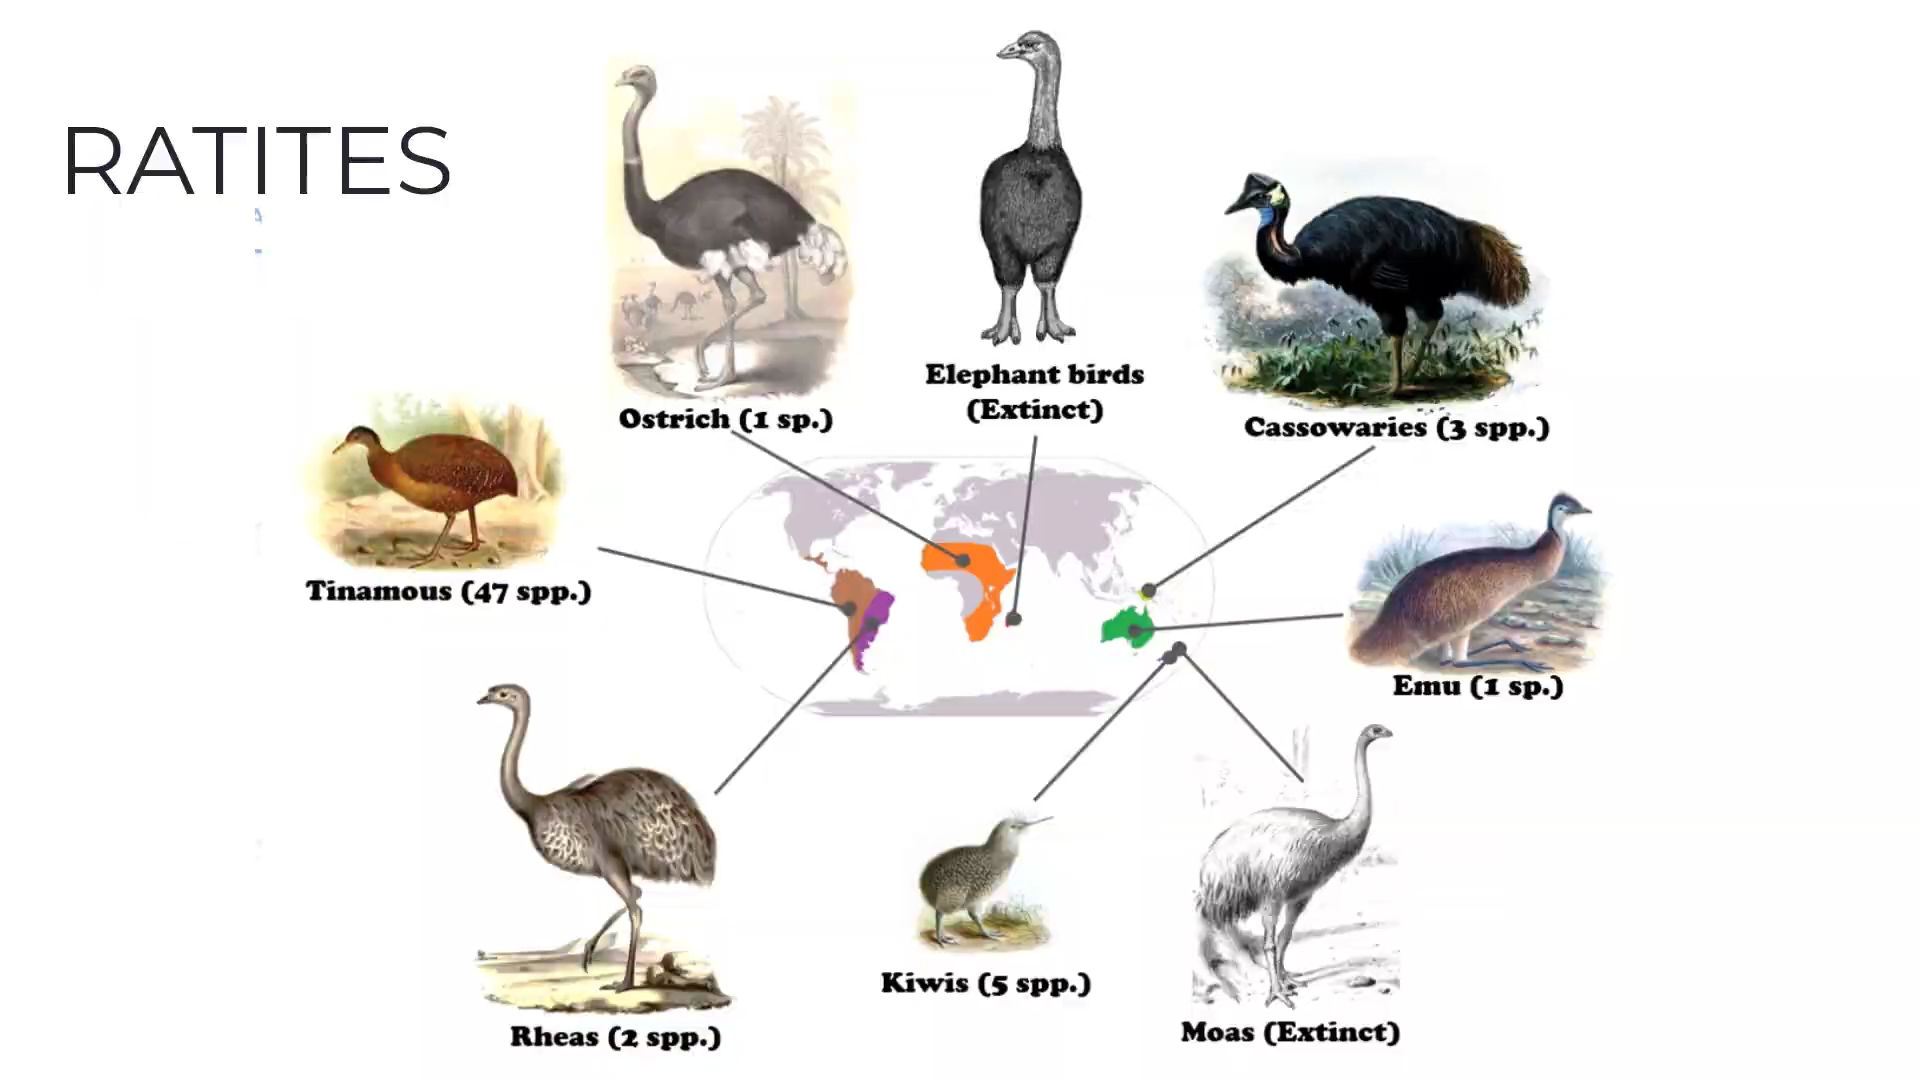 RATITES
Ostrich (1 sp.)
Elephant birds
(Extinct)
Cassowaries (3 spp.)
Tinamous (47 spp.)
Emu (1 sp.)
Rheas (2 spp.)
Kiwis (5 spp.)
Moas (Extinct)